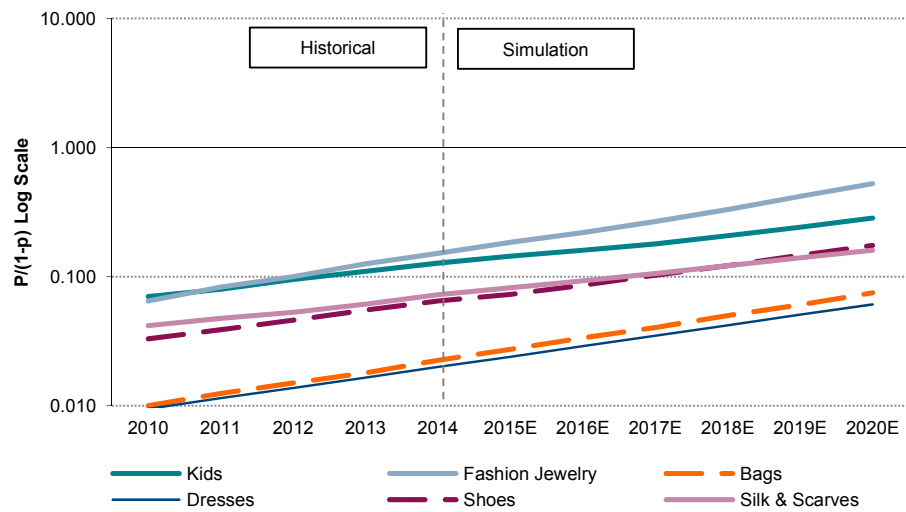 10.000
Historical
Simulation
1.000
P/(1-p) Log Scale
0.100
0.010
2010 2011 2012 2013 2014 2015E 2016E 2017E 2018E 2019E 2020E
Kids Fashion Jewelry Bags
Dresses Shoes Silk & Scarves